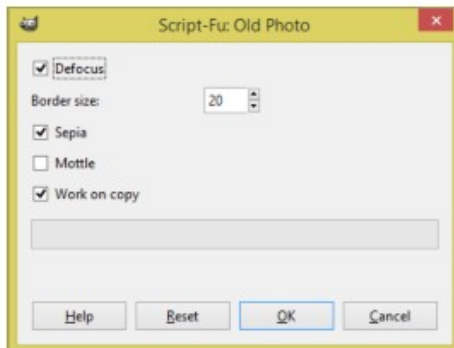 Script-Fu: Old Photo
Defocus
Border size: 20
Sepia
Mottle
Work on copy
Help Reset OK Cancel